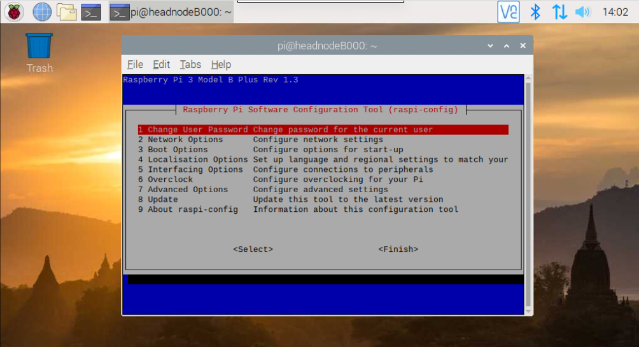 pi@headnodeB000: ~
14:02
Trash
pi@headnodeB000: ~
File Edit Tabs Help
Raspberry Pi 3 Model B Plus Rev 1.3
Raspberry Pi Software Configuration Tool (raspi-config)
1 Change User Password Change password for the current user
2 Network Options Configure network settings
3 Boot Options Configure options for start-up
4 Localisation Options Set up language and regional settings to match your
5 Interfacing Options Configure connections to peripherals
6 Overclock Configure overclocking for your Pi
7 Advanced Options Configure advanced settings
8 Update Update this tool to the latest version
9 About raspi-config Information about this configuration tool
<Select> <Finish>